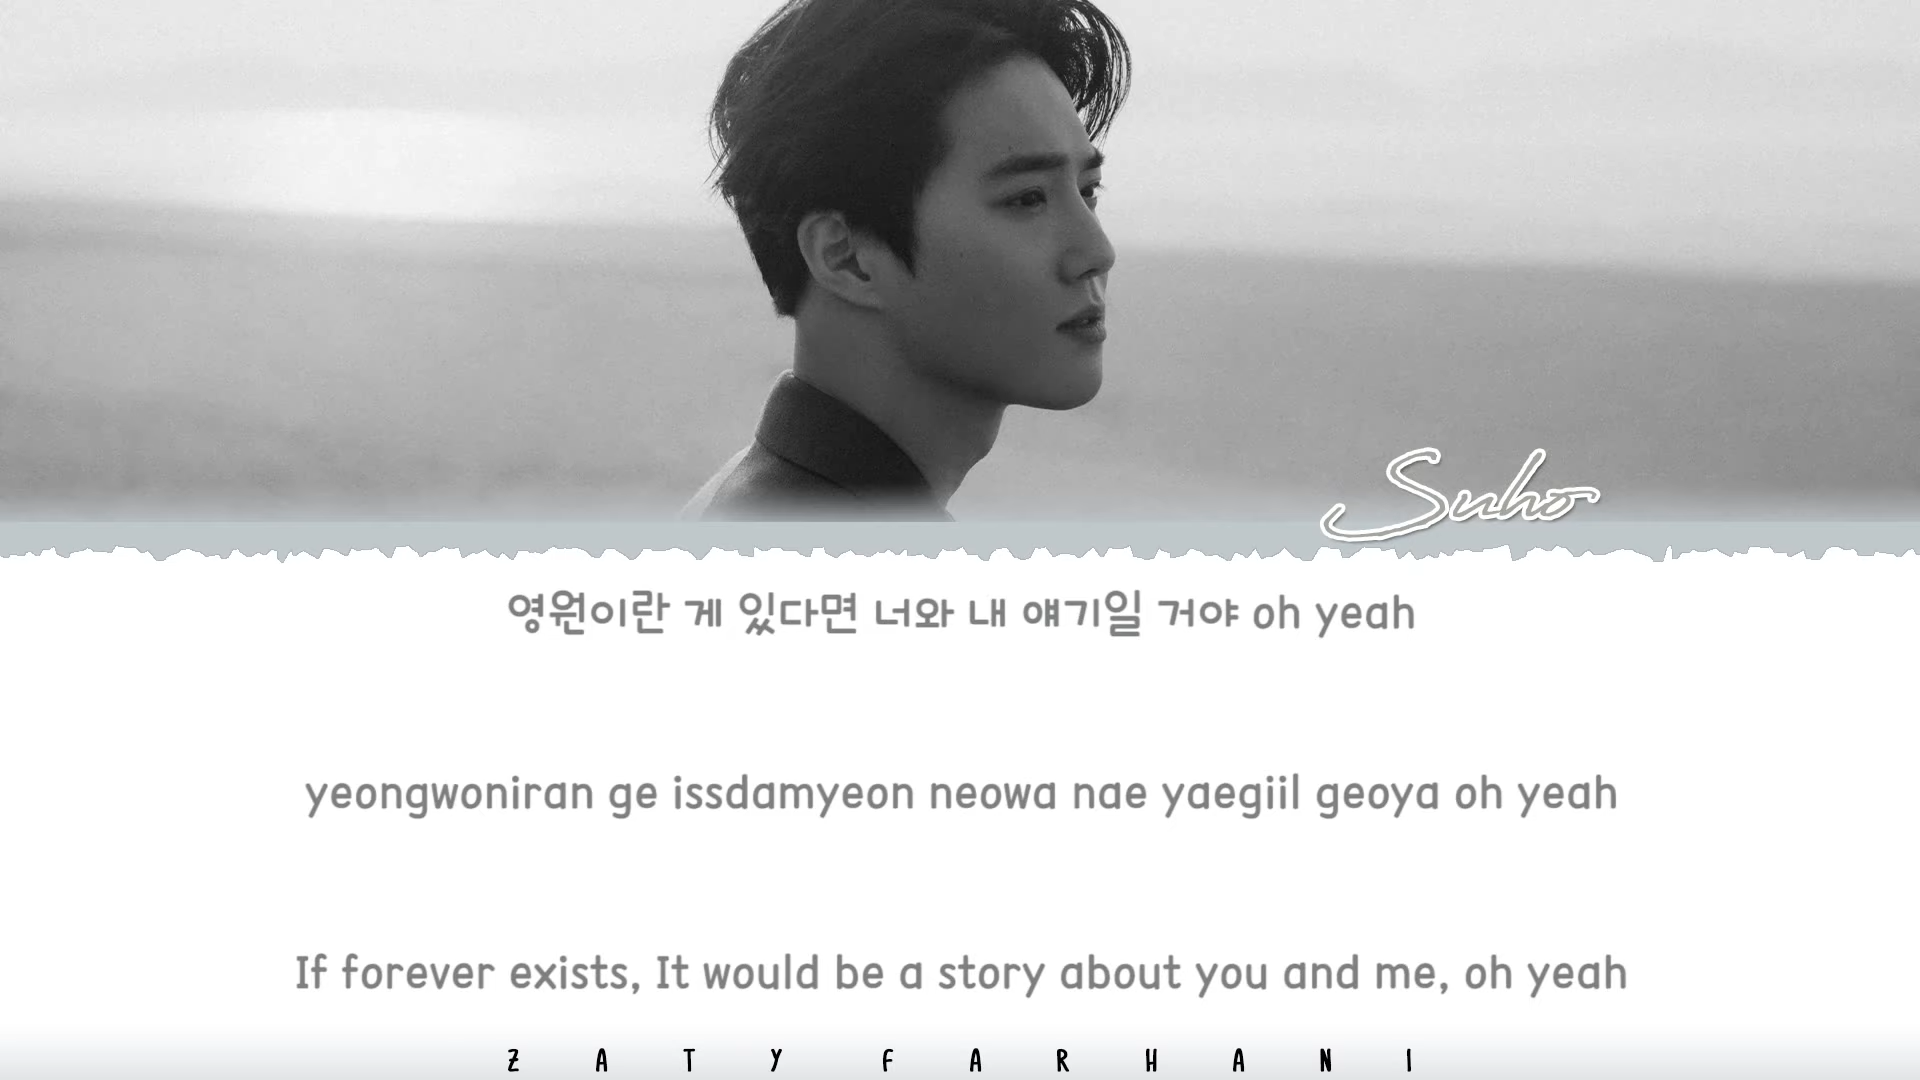 Suho
영원이란 게 있다면 너와 내 얘기일 거야 oh yeah
yeongwoniran ge issdamyeon neowa nae yaegiil geoya oh yeah
If forever exists, It would be a story about you and me, oh yeah
ZATY FARHANI